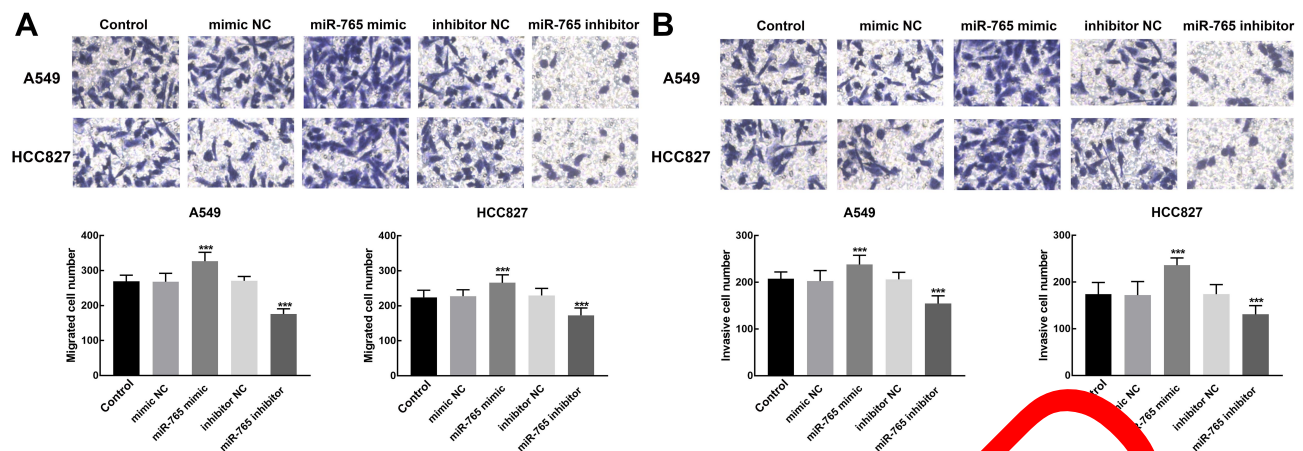 A
Control mimic NC miR-765 mimic inhibitor NC miR-765 inhibitor
A549
HCC827
A549
Migrated cell number
400
300
200
100
0
***
***
Control
mimic NC
miR-765 mimic
inhibitor NC
miR-765 inhibitor
HCC827
Migrated cell number
400
300
200
100
0
***
***
Control
mimic NC
miR-765 mimic
inhibitor NC
miR-765 inhibitor
B
Control mimic NC miR-765 mimic inhibitor NC miR-765 inhibitor
A549
HCC827
A549
Invasive cell number
300
200
100
0
***
***
Control
mimic NC
miR-765 mimic
inhibitor NC
miR-765 inhibitor
HCC827
Invasive cell number
300
200
100
0
***
***
Control
NC
mimic
inhibitor NC
miR-765 inhibitor